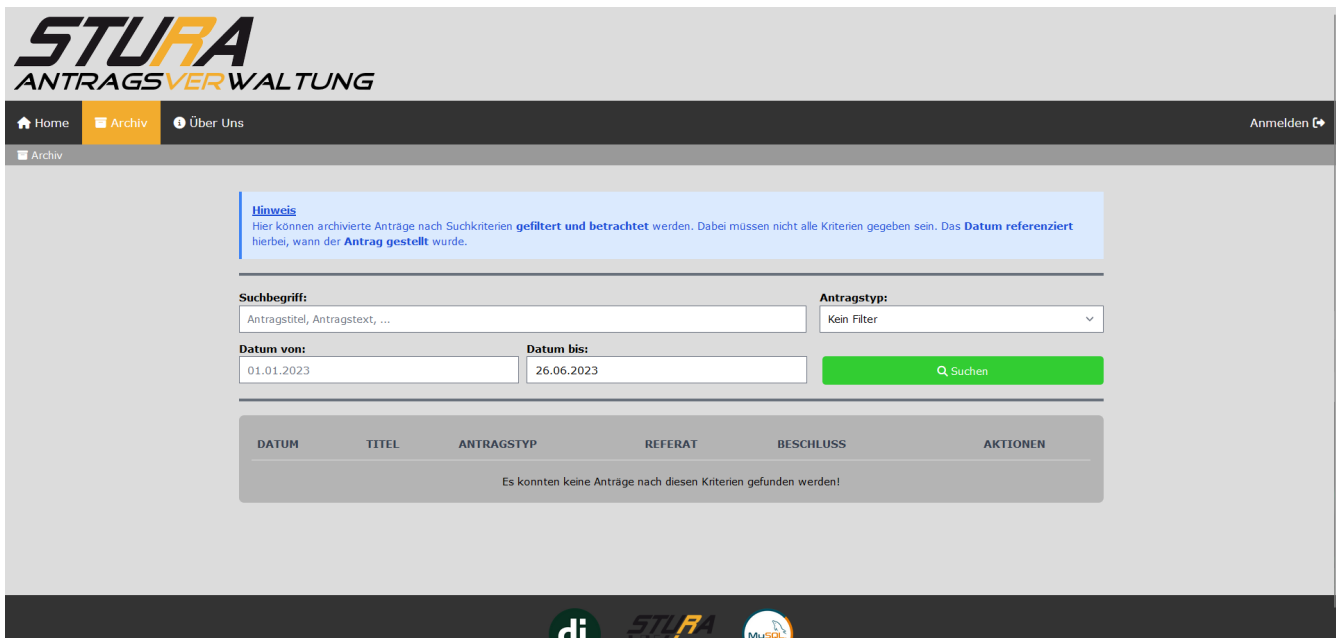 STURA
ANTRAGSVERWALTUNG
Home
Archiv
Über Uns
Anmelden
Archiv
Hinweis
Hier können archivierte Anträge nach Suchkriterien gefiltert und betrachtet werden. Dabei müssen nicht alle Kriterien gegeben sein. Das Datum referenziert
hierbei, wann der Antrag gestellt wurde.
Suchbegriff:
Antragstyp:
Antragstitel, Antragstext, ...
Kein Filter
Datum von:
Datum bis:
01.01.2023
26.06.2023
Suchen
DATUM TITEL ANTRAGSTYP REFERAT BESCHLUSS AKTIONEN
Es konnten keine Anträge nach diesen Kriterien gefunden werden!
dj
STURA
MySQL